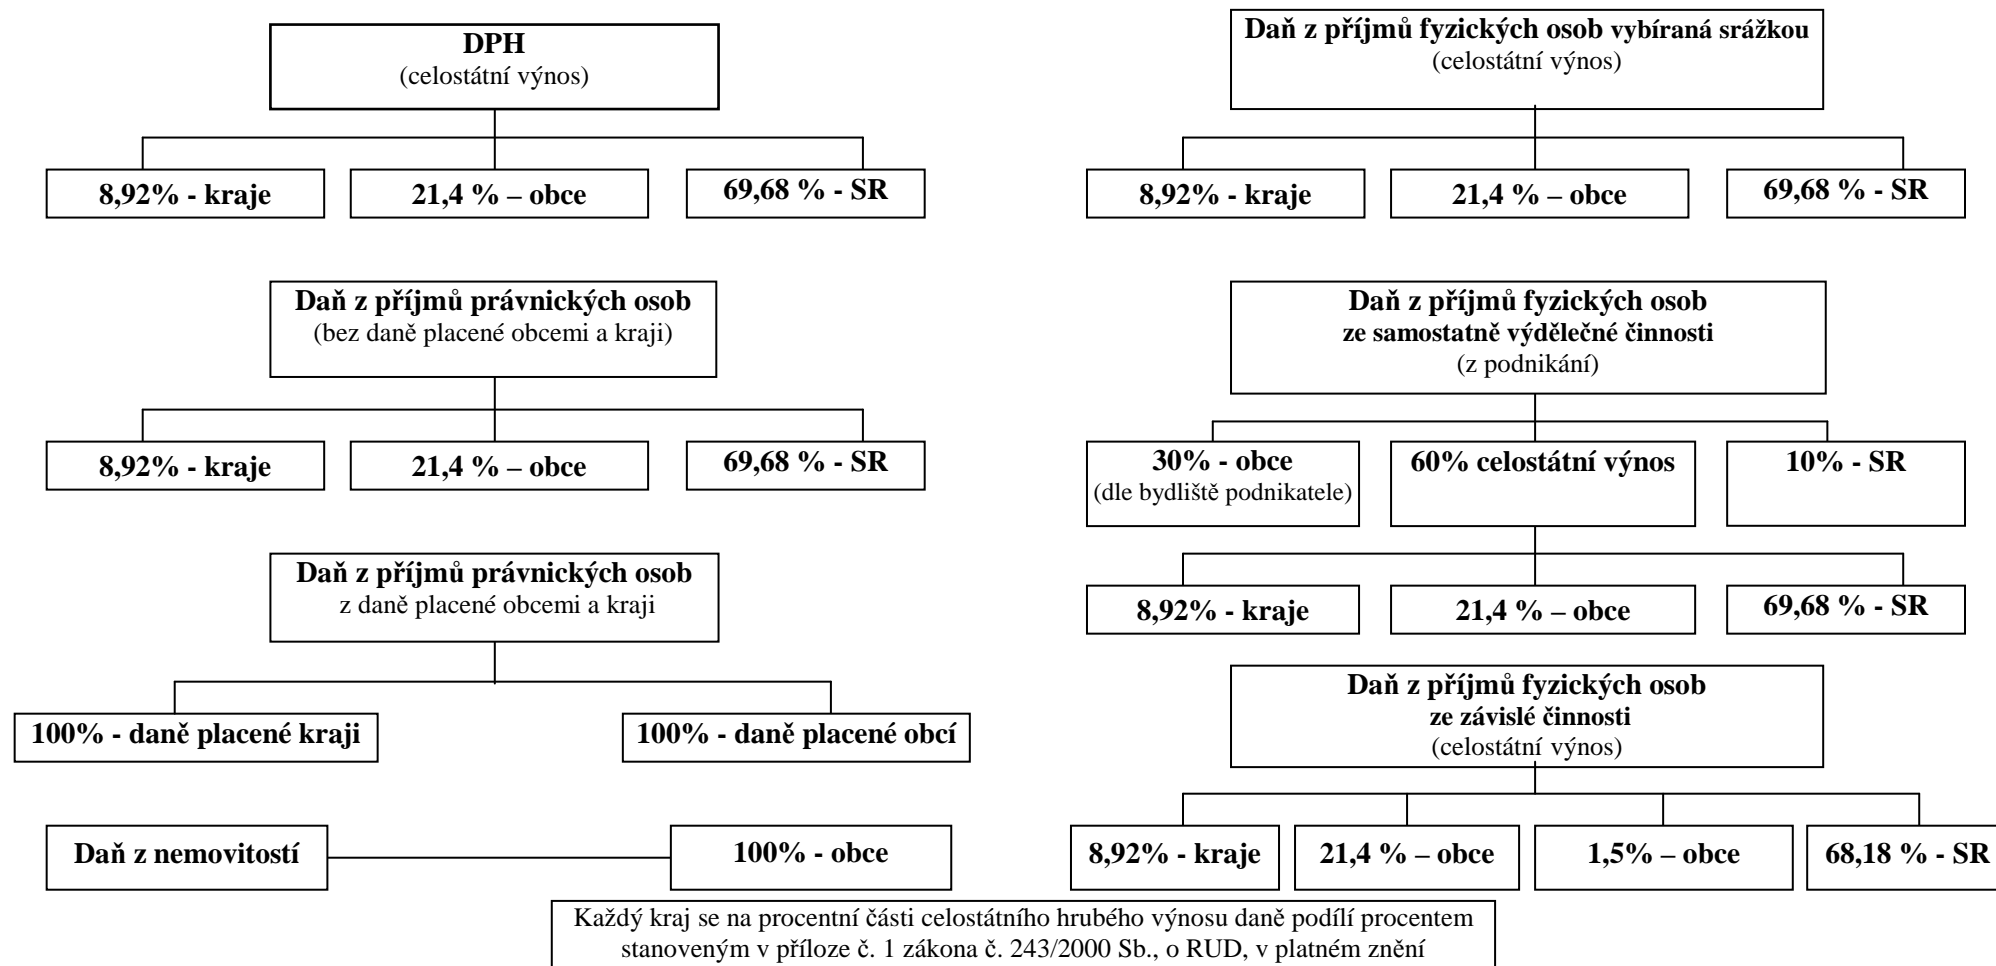 DPH
(celostátní výnos)
8,92% - kraje
21,4 % – obce
69,68 % - SR
Daň z příjmů právnických osob
(bez daně placené obcemi a kraji)
8,92% - kraje
21,4 % – obce
69,68 % - SR
Daň z příjmů právnických osob
z daně placené obcemi a kraji
100% - daně placené kraji
100% - daně placené obcí
Daň z nemovitostí
100% - obce
Daň z příjmů fyzických osob vybíraná srážkou
(celostátní výnos)
8,92% - kraje
21,4 % – obce
69,68 % - SR
Daň z příjmů fyzických osob
ze samostatně výdělečné činnosti
(z podnikání)
30% - obce
(dle bydliště podnikatele)
60% celostátní výnos
10% - SR
8,92% - kraje
21,4 % – obce
69,68 % - SR
Daň z příjmů fyzických osob
ze závislé činnosti
(celostátní výnos)
8,92% - kraje
21,4 % – obce
1,5% – obce
68,18 % - SR
Každý kraj se na procentní části celostátního hrubého výnosu daně podílí procentem
stanoveným v příloze č. 1 zákona č. 243/2000 Sb., o RUD, v platném znění